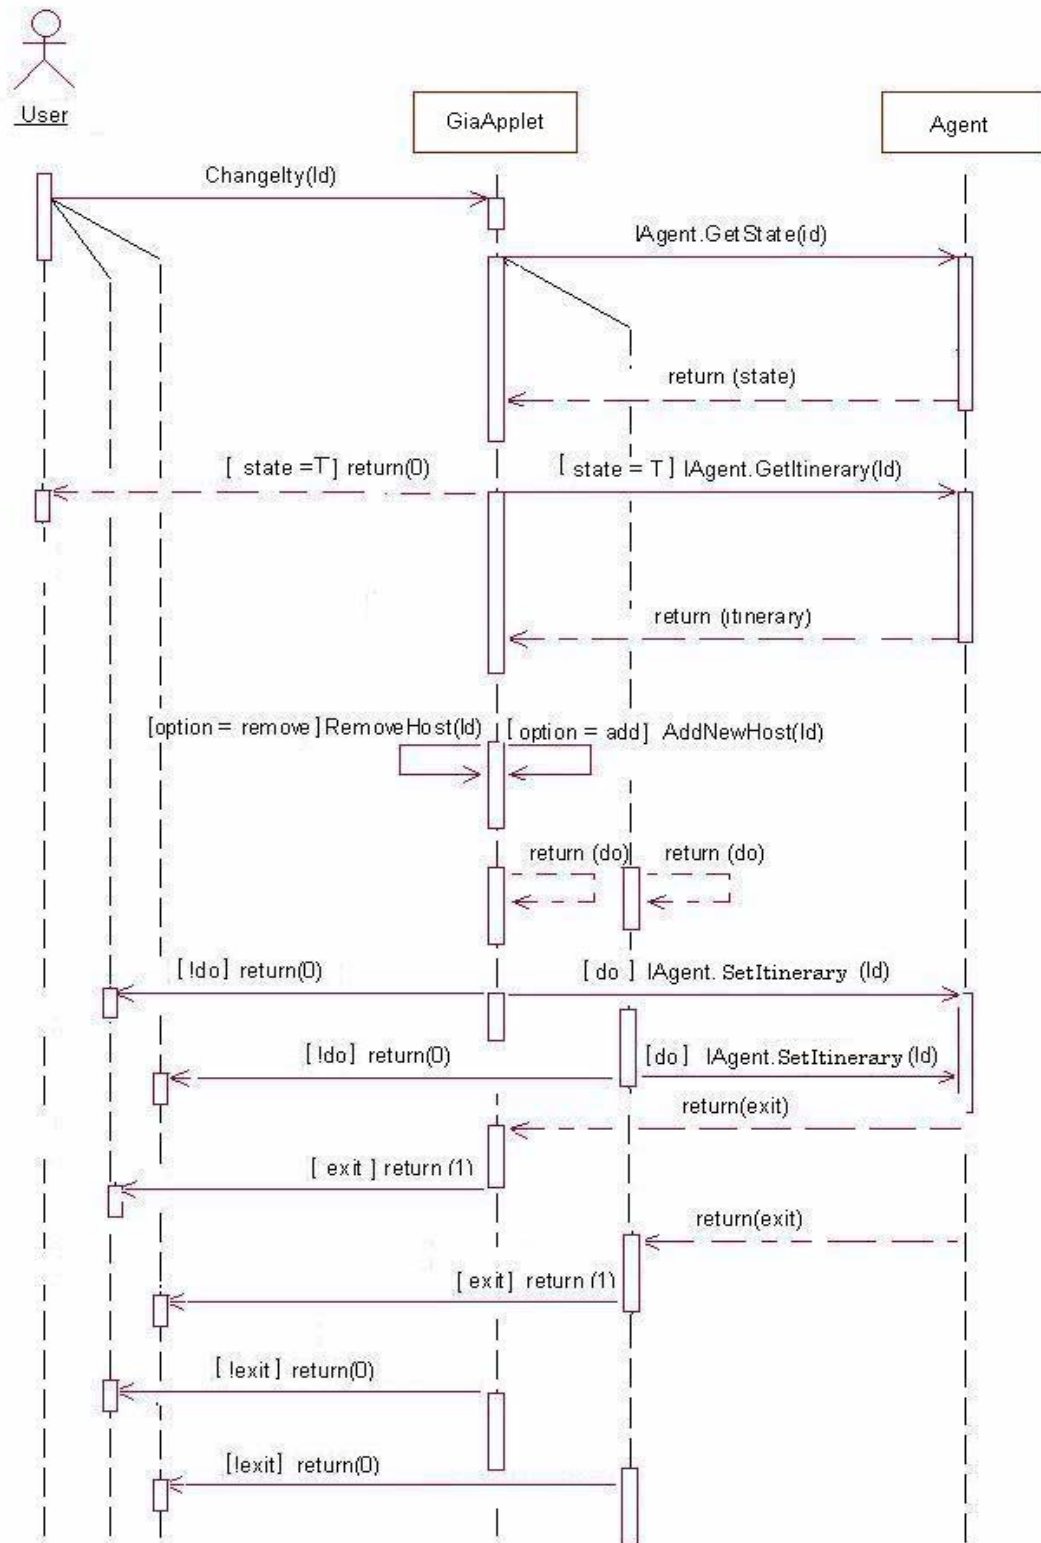 User
GiaApplet
Agent
ChangeIty(Id)
IAgent.GetState(id)
return (state)
[ state =T] return(0)
[ state = T ] IAgent.GetItinerary(Id)
return (itinerary)
[option = remove] RemoveHost(Id)
[ option = add] AddNewHost(Id)
return (do)
return (do)
[ !do] return(0)
[ do ] IAgent. SetItinerary (Id)
[ !do] return(0)
[do] IAgent.SetItinerary (Id)
return(exit)
[ exit ] return (1)
return(exit)
[ exit] return (1)
[ !exit] return(0)
[!exit] return(0)